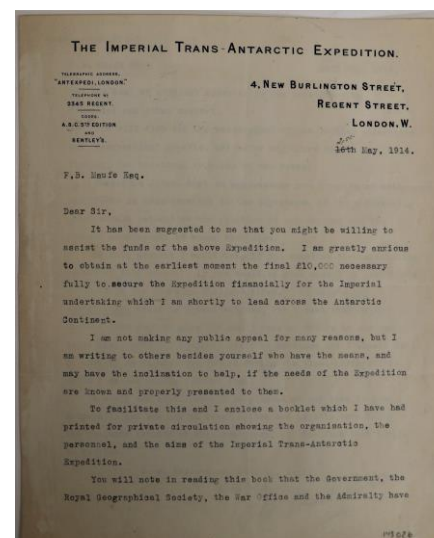 THE IMPERIAL TRANS-ANTARCTIC EXPEDITION.
TELEGRAPHIC ADDRESS,
"ANTEXPEDI, LONDON."
TELEPHONE Nº
2345 REGENT.
CODES:
A.B.C 5TH EDITION
AND
BENTLEY'S.
4, NEW BURLINGTON STREET,
REGENT STREET,
LONDON, W.
May, 1914.
F.B. Maufe Esq.
Dear Sir,
It has been suggested to me that you might be willing to
assist the funds of the above Expedition. I am greatly anxious
to obtain at the earliest moment the final £10,000 necessary
fully to secure the Expedition financially for the Imperial
undertaking which I am shortly to lead across the Antarctic
Continent.
I am not making any public appeal for many reasons, but I
am writing to others besides yourself who have the means, and
may have the inclination to help, if the needs of the Expedition
are known and properly presented to them.
To facilitate this end I enclose a booklet which I have had
printed for private circulation showing the organisation, the
personnel, and the aims of the Imperial Trans-Antarctic
Expedition.
You will note in reading this book that the Government, the
Royal Geographical Society, the War Office and the Admiralty have